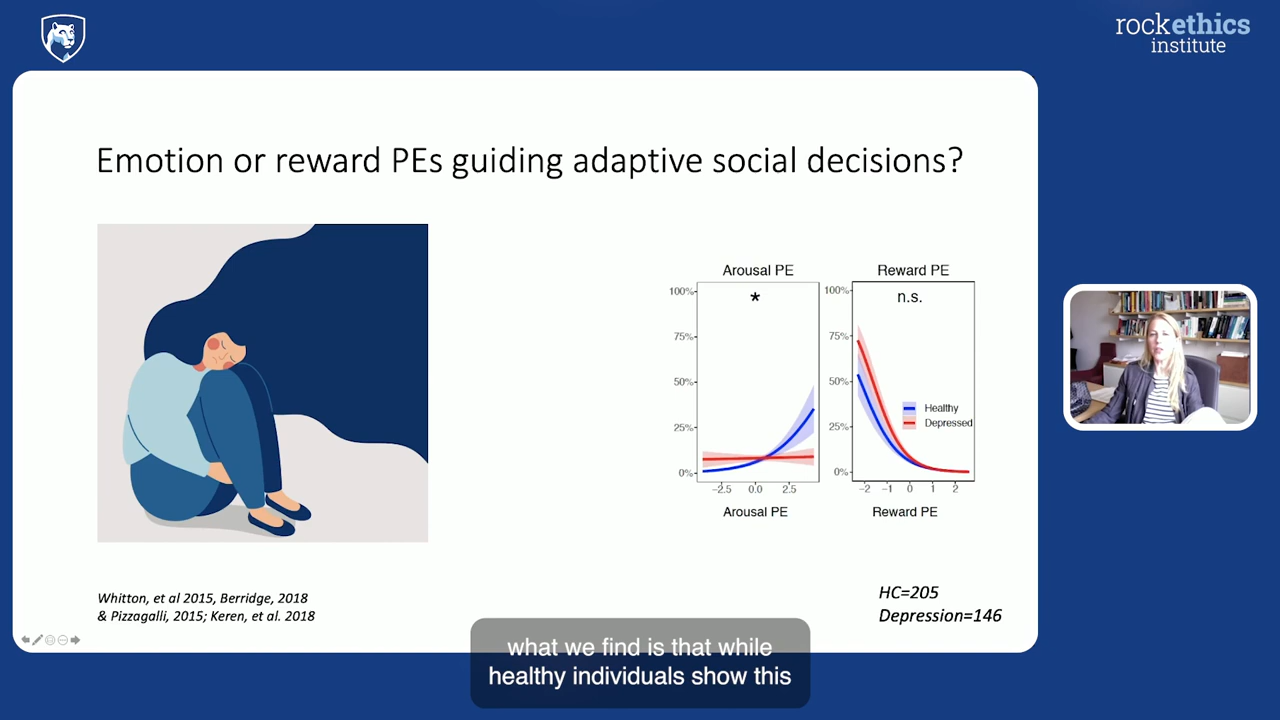 rockethics
institute
Emotion or reward PEs guiding adaptive social decisions?
Arousal PE
100%
75%
50%
25%
0%
*
−2.5 0.0 2.5
Arousal PE
Reward PE
100%
75%
50%
25%
0%
n.s.
Healthy
Depressed
−2 −1 0 1 2
Reward PE
Whitton, et al 2015, Berridge, 2018
& Pizzagalli, 2015; Keren, et al. 2018
HC=205
Depression=146
what we find is that while
healthy individuals show this